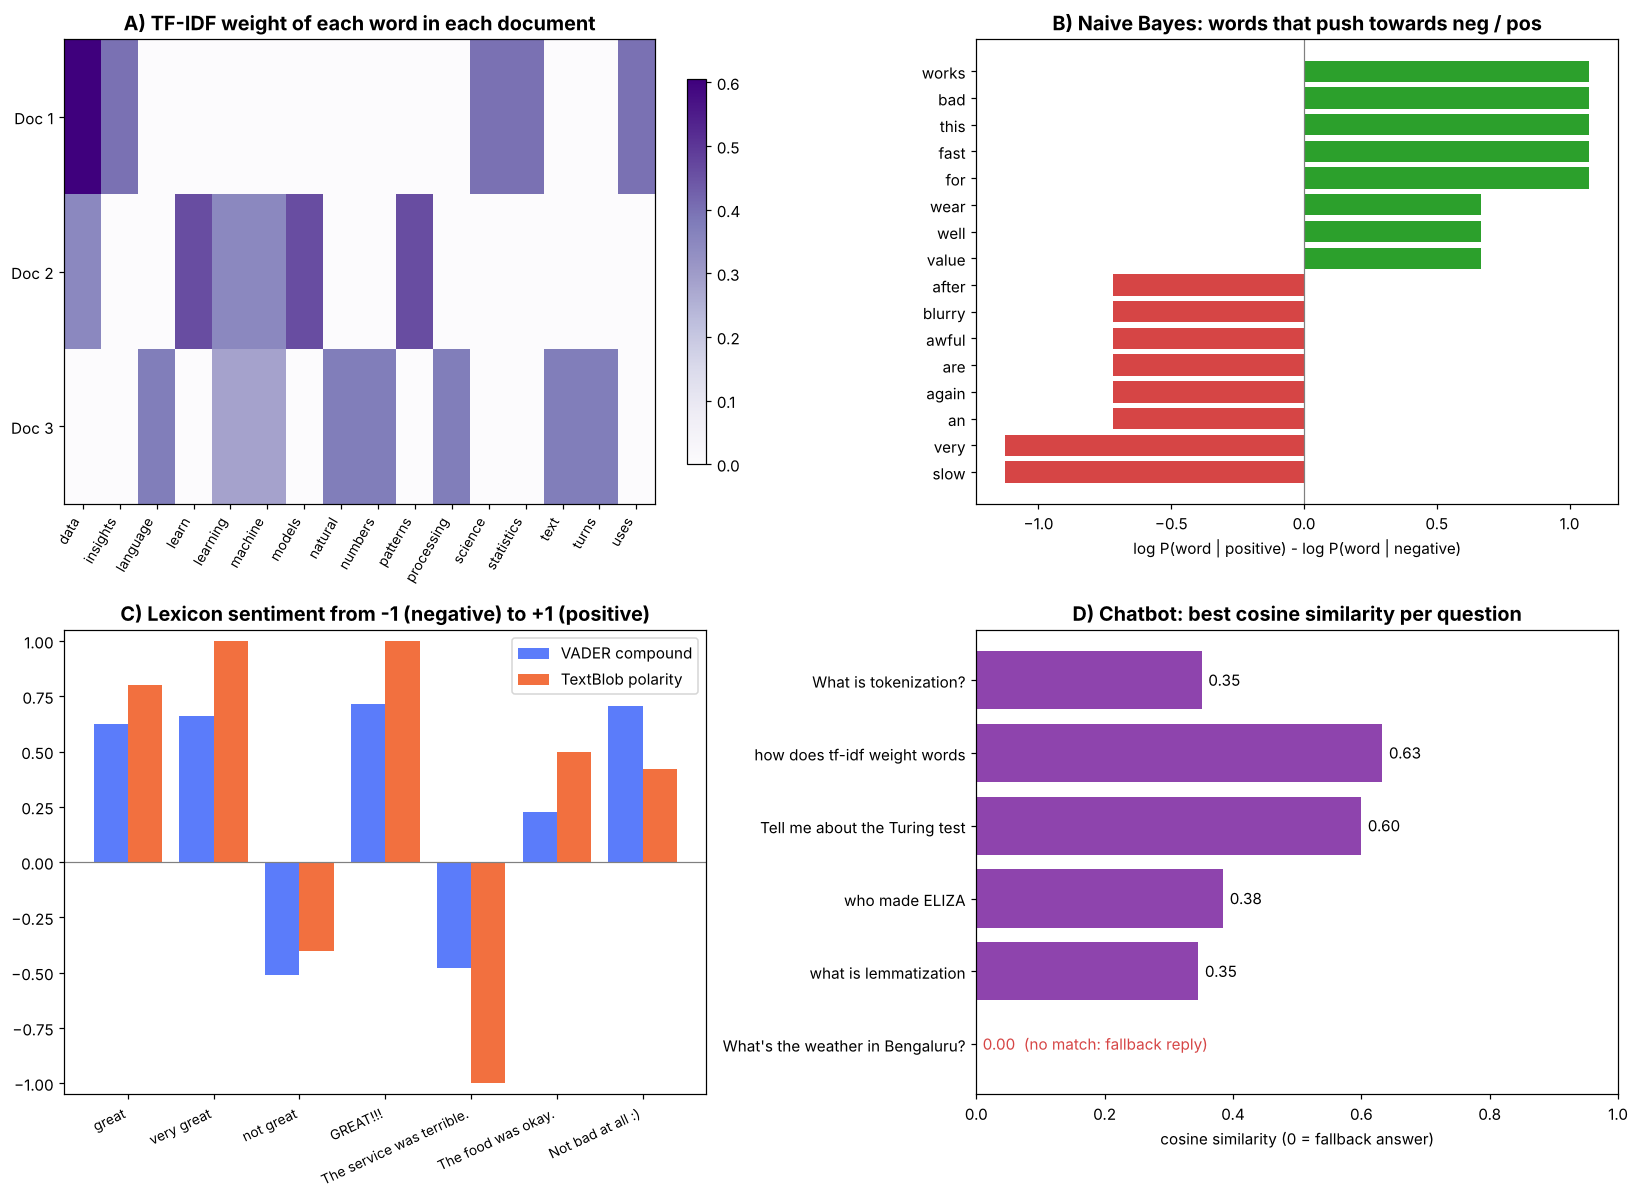 A) TF-IDF weight of each word in each document
Doc 1
Doc 2
Doc 3
0.6
0.5
0.4
0.3
0.2
0.1
0.0
data
insights
language
learn
learning
machine
models
natural
numbers
patterns
processing
science
statistics
text
turns
uses
B) Naive Bayes: words that push towards neg / pos
works
bad
this
fast
for
wear
well
value
after
blurry
awful
are
again
an
very
slow
−1.0 −0.5 0.0 0.5 1.0
log P(word | positive) - log P(word | negative)
C) Lexicon sentiment from -1 (negative) to +1 (positive)
VADER compound
TextBlob polarity
1.00
0.75
0.50
0.25
0.00
−0.25
−0.50
−0.75
−1.00
great
very great
not great
GREAT!!!
The service was terrible.
The food was okay.
Not bad at all :)
D) Chatbot: best cosine similarity per question
What is tokenization? 0.35
how does tf-idf weight words 0.63
Tell me about the Turing test 0.60
who made ELIZA 0.38
what is lemmatization 0.35
What's the weather in Bengaluru? 0.00 (no match: fallback reply)
0.0 0.2 0.4 0.6 0.8 1.0
cosine similarity (0 = fallback answer)